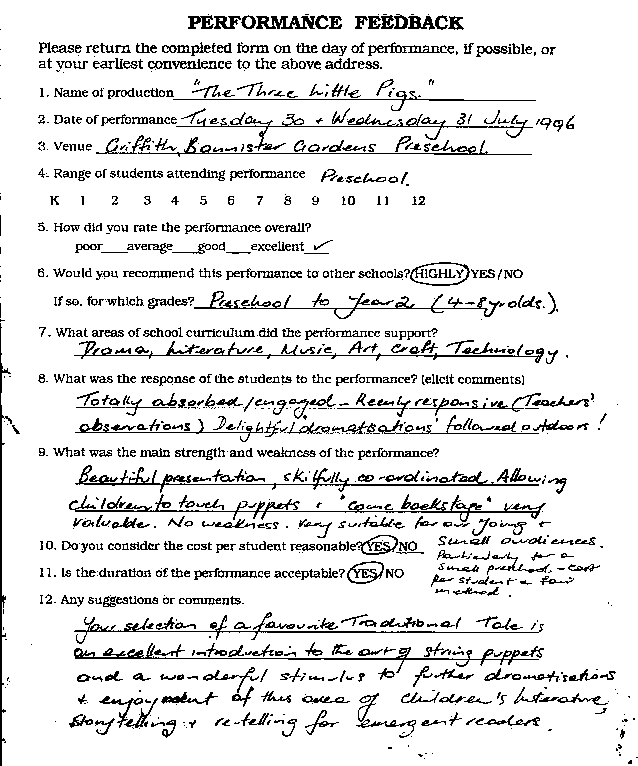 PERFORMANCE FEEDBACK
Please return the completed form on the day of performance, if possible, or
at your earliest convenience to the above address.
1. Name of production "The Three Little Pigs."
2. Date of performance Tuesday 30 + Wednesday 31 July 1996
3. Venue Griffith, Bannister Gardens Preschool
4. Range of students attending performance Preschool.
K 1 2 3 4 5 6 7 8 9 10 11 12
5. How did you rate the performance overall?
poor___average___good___excellent ✓
6. Would you recommend this performance to other schools? HIGHLY YES/NO
If so, for which grades? Preschool to Year 2 (4-8 yr olds.).
7. What areas of school curriculum did the performance support?
Drama, Literature, Music, Art, Craft, Technology.
8. What was the response of the students to the performance? (elicit comments)
Totally absorbed/engaged - Keenly responsive (Teachers'
observations) Delightful 'dramatisations' followed outdoors!
9. What was the main strength and weakness of the performance?
Beautiful presentation, skilfully co-ordinated. Allowing
children to touch puppets + "come backstage" very
valuable. No weakness. Very suitable for our young +
small audiences.
10. Do you consider the cost per student reasonable? YES/NO
Particularly for a
small preschool. - cost
per student a fair
method.
11. Is the duration of the performance acceptable? YES/NO
12. Any suggestions or comments.
Your selection of a favourite Traditional Tale is
an excellent introduction to the art of string puppets
and a wonderful stimulus to further dramatisations
+ enjoyment of this area of children's literature,
storytelling + re-telling for emergent readers.